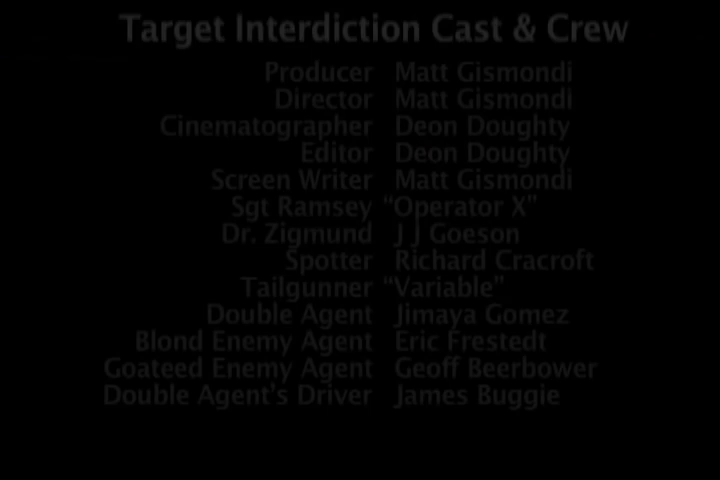 Target Interdiction Cast & Crew
Producer Matt Gismondi
Director Matt Gismondi
Cinematographer Deon Doughty
Editor Deon Doughty
Screen Writer Matt Gismondi
Sgt Ramsey "Operator X"
Dr. Zigmund J J Goeson
Spotter Richard Cracroft
Tailgunner "Variable"
Double Agent Jimaya Gomez
Blond Enemy Agent Eric Frestedt
Goateed Enemy Agent Geoff Beerbower
Double Agent's Driver James Buggie